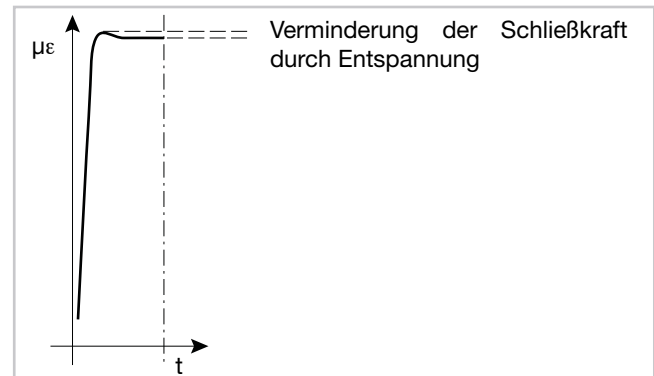 με
Verminderung der Schließkraft
durch Entspannung
t